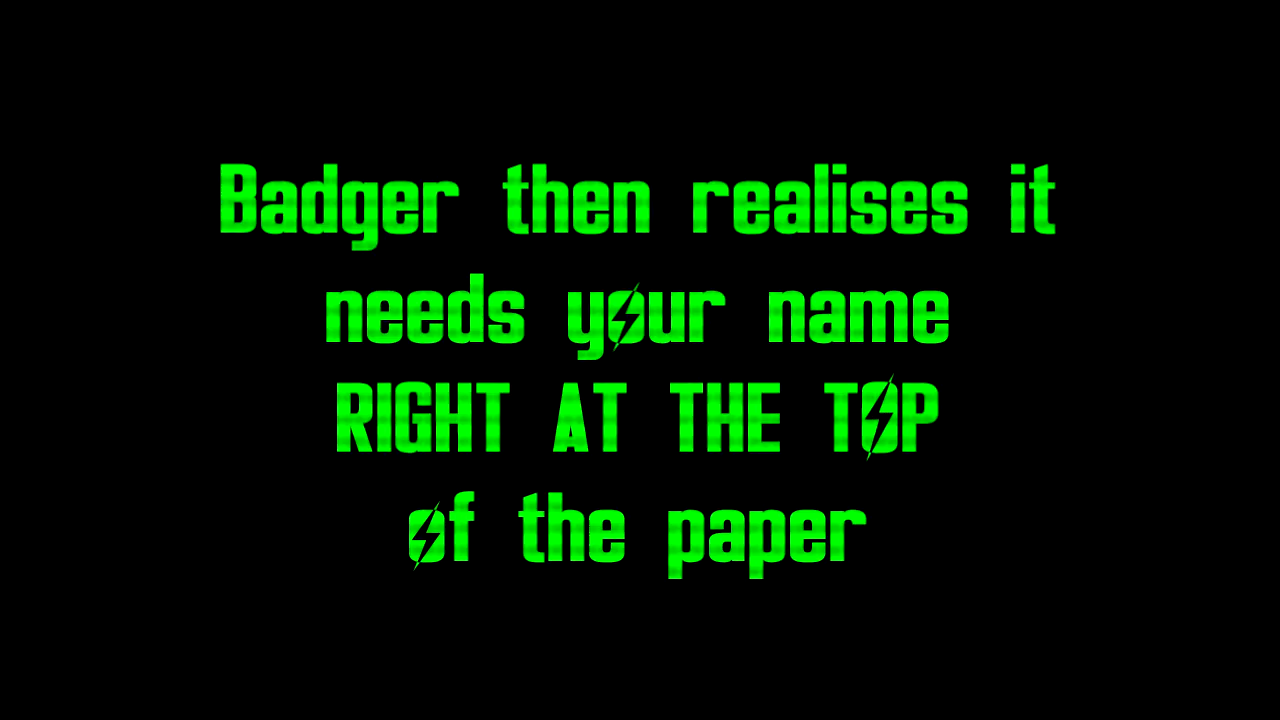 Badger then realises it
needs your name
RIGHT AT THE TOP
of the paper